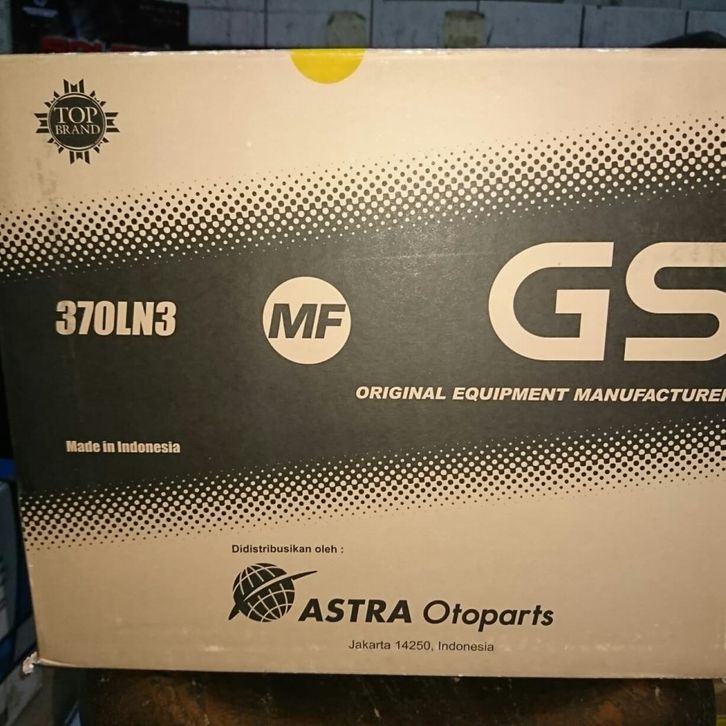 TOP
BRAND
370LN3
MF
GS
ORIGINAL EQUIPMENT MANUFACTURER
Made in Indonesia
Didistribusikan oleh :
ASTRA Otoparts
Jakarta 14250, Indonesia